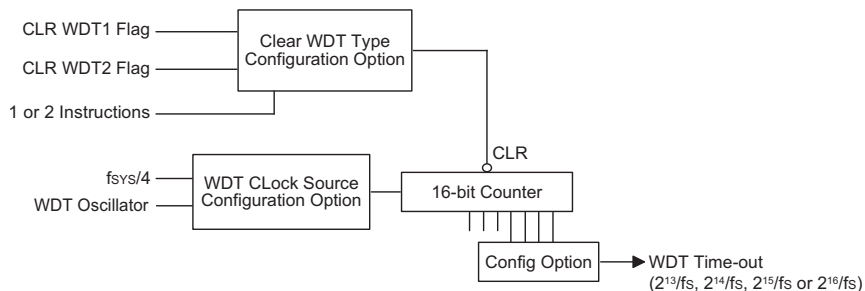 CLR WDT1 Flag
CLR WDT2 Flag
1 or 2 Instructions
Clear WDT Type
Configuration Option
CLR
fSYS/4
WDT Oscillator
WDT CLock Source
Configuration Option
16-bit Counter
Config Option
WDT Time-out
(2¹³/fS, 2¹⁴/fS, 2¹⁵/fS or 2¹⁶/fS)